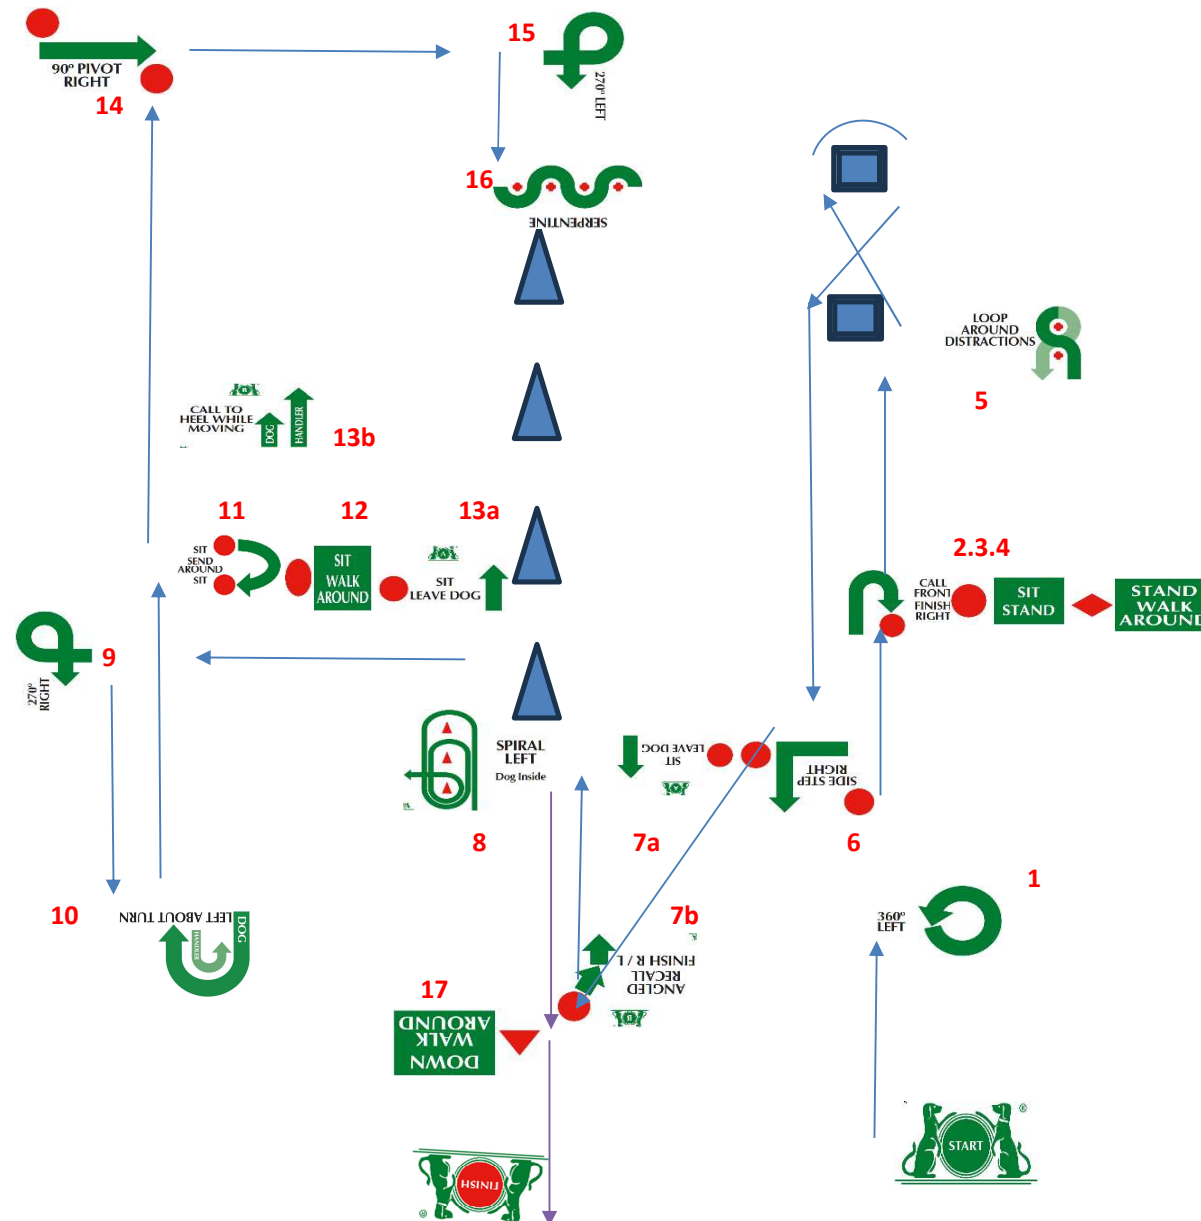 90º PIVOT
RIGHT
14
15
270º LEFT
16
SERPENTINE
LOOP
AROUND
DISTRACTIONS
5
CALL TO
HEEL WHILE
MOVING
DOG
HANDLER
13b
11
12
13a
SIT
SEND
AROUND
SIT
SIT
WALK
AROUND
SIT
LEAVE DOG
2.3.4
CALL
FRONT
FINISH
RIGHT
SIT
STAND
STAND
WALK
AROUND
9
270º
RIGHT
SPIRAL
LEFT
Dog Inside
8
SIT
LEAVE DOG
7a
SIDE STEP
RIGHT
6
1
360º
LEFT
10
LEFT ABOUT TURN
DOG
HANDLER
7b
ANGLED
RECALL
FINISH R / L
17
DOWN
WALK
AROUND
START
®
FINISH
®